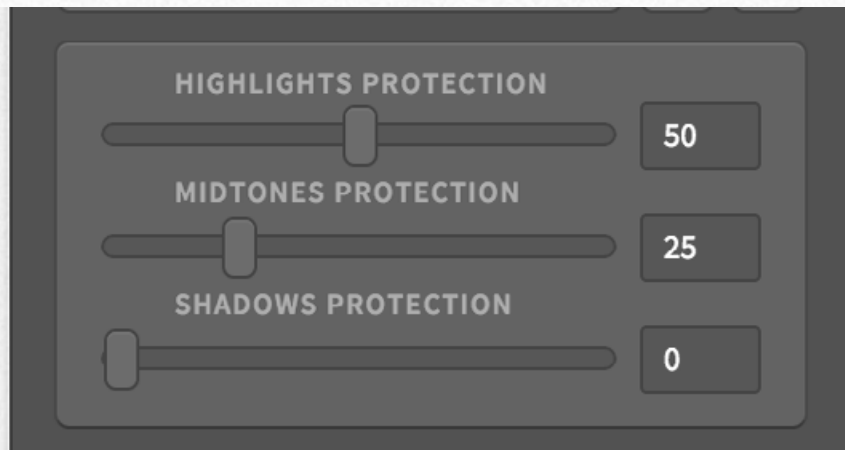 HIGHLIGHTS PROTECTION
50
MIDTONES PROTECTION
25
SHADOWS PROTECTION
0